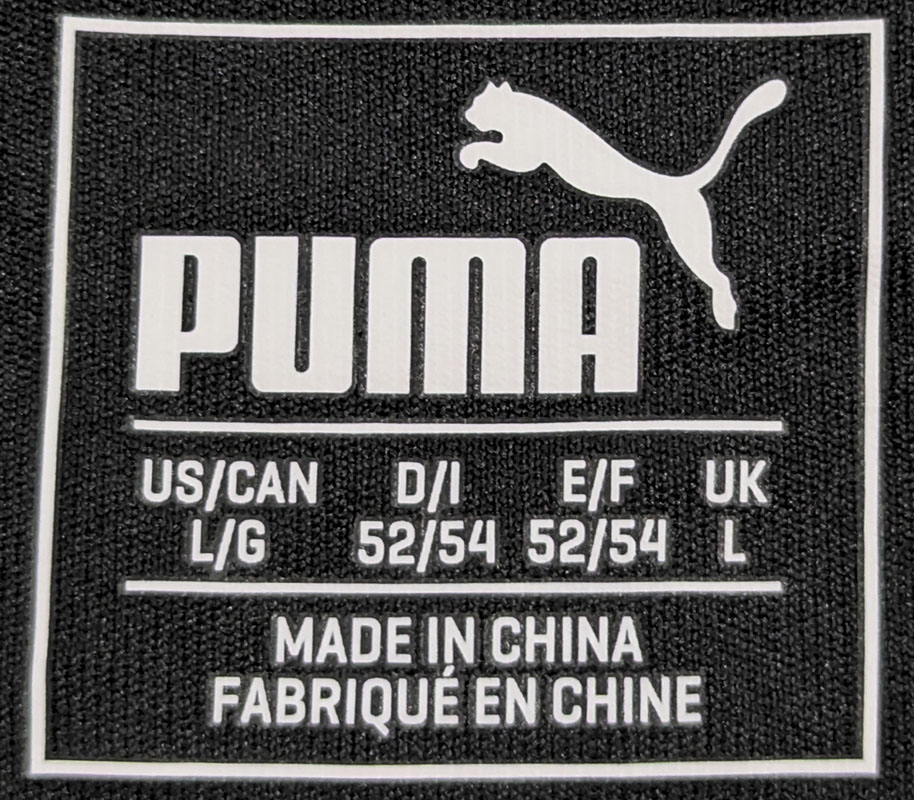 PUMA
US/CAN D/I E/F UK
L/G 52/54 52/54 L
MADE IN CHINA
FABRIQUÉ EN CHINE